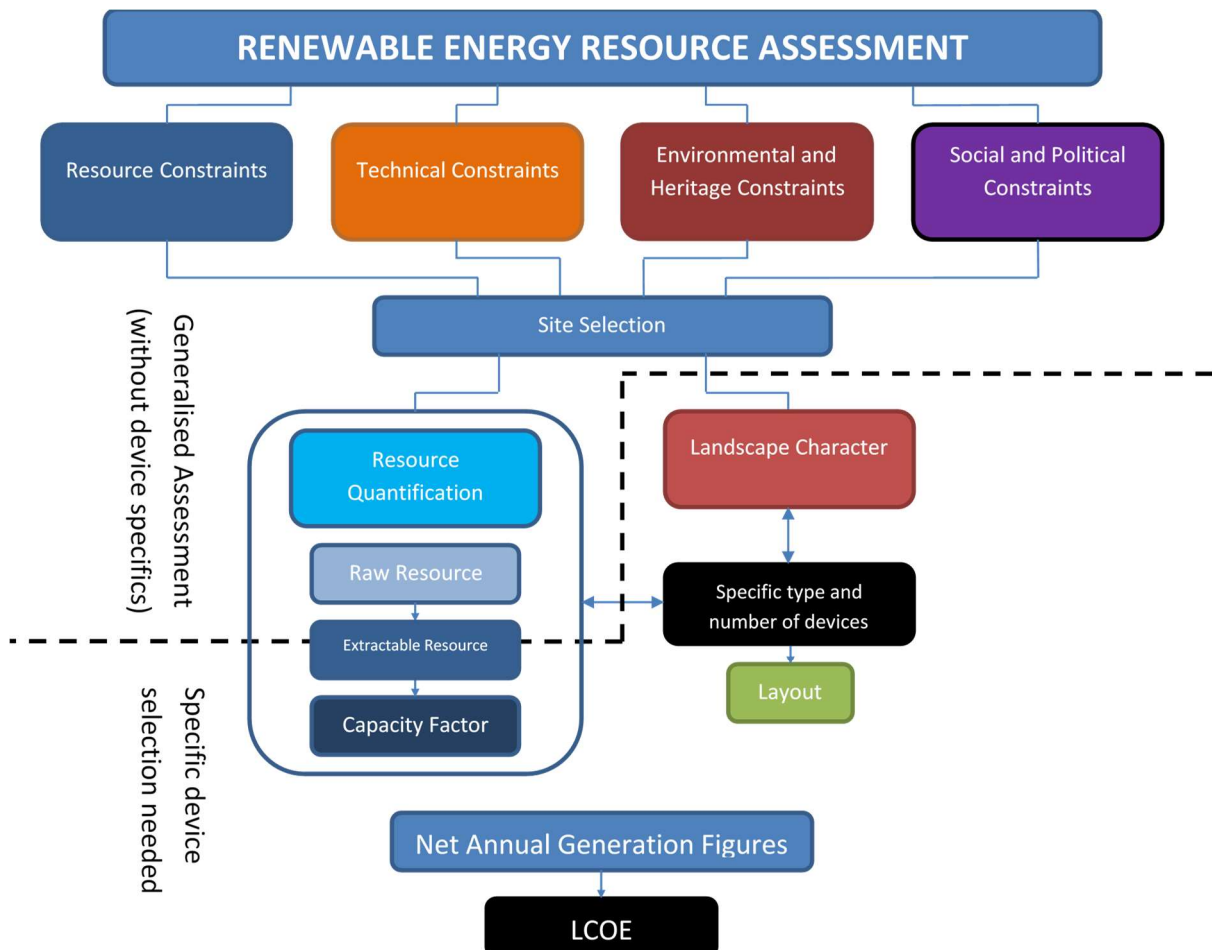 RENEWABLE ENERGY RESOURCE ASSESSMENT
Resource Constraints
Technical Constraints
Environmental and
Heritage Constraints
Social and Political
Constraints
Site Selection
Generalised Assessment
(without device specifics)
Resource
Quantification
Raw Resource
Extractable Resource
Capacity Factor
Landscape Character
Specific type and
number of devices
Layout
Specific device
selection needed
Net Annual Generation Figures
LCOE